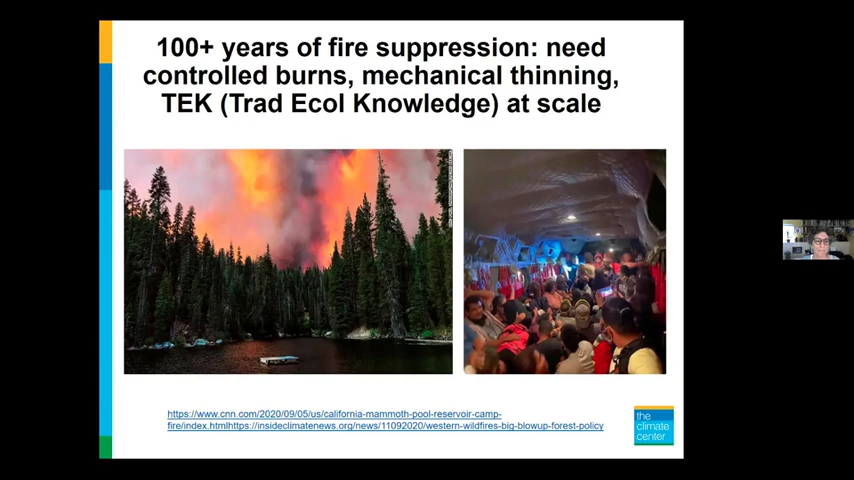 100+ years of fire suppression: need
controlled burns, mechanical thinning,
TEK (Trad Ecol Knowledge) at scale
https://www.cnn.com/2020/09/05/us/california-mammoth-pool-reservoir-camp-
fire/index.htmlhttps://insideclimatenews.org/news/11092020/western-wildfires-big-blowup-forest-policy
the
climate
center